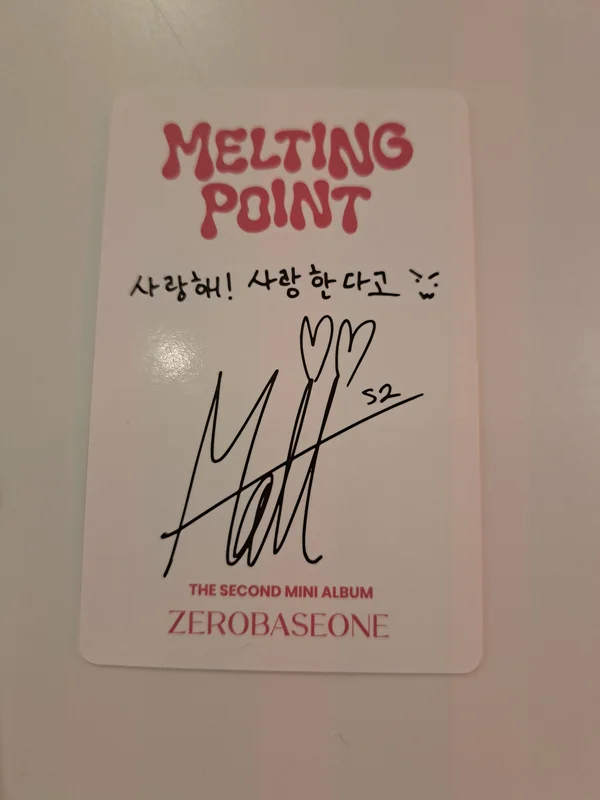 MELTING
POINT
사랑해! 사랑한다고
Matt
S2
THE SECOND MINI ALBUM
ZEROBASEONE